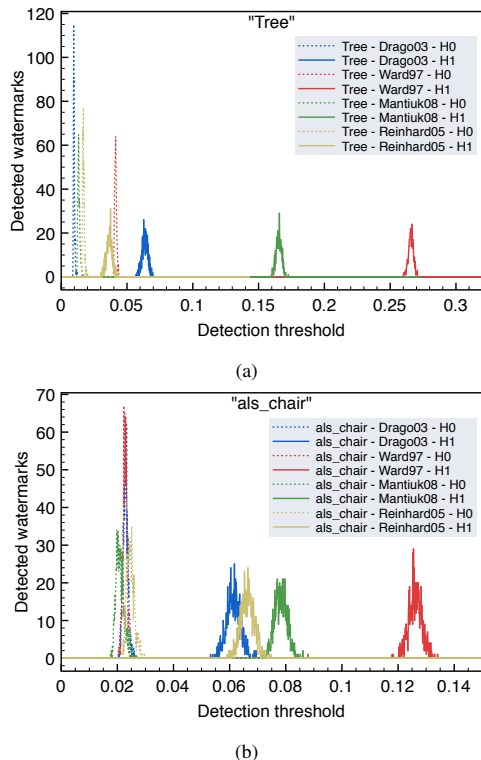 "Tree"
120
100
80
60
40
20
0
Detected watermarks
Tree - Drago03 - H0
Tree - Drago03 - H1
Tree - Ward97 - H0
Tree - Ward97 - H1
Tree - Mantiuk08 - H0
Tree - Mantiuk08 - H1
Tree - Reinhard05 - H0
Tree - Reinhard05 - H1
0 0.05 0.1 0.15 0.2 0.25 0.3
Detection threshold
(a)
"als_chair"
70
60
50
40
30
20
10
0
Detected watermarks
als_chair - Drago03 - H0
als_chair - Drago03 - H1
als_chair - Ward97 - H0
als_chair - Ward97 - H1
als_chair - Mantiuk08 - H0
als_chair - Mantiuk08 - H1
als_chair - Reinhard05 - H0
als_chair - Reinhard05 - H1
0 0.02 0.04 0.06 0.08 0.1 0.12 0.14
Detection threshold
(b)